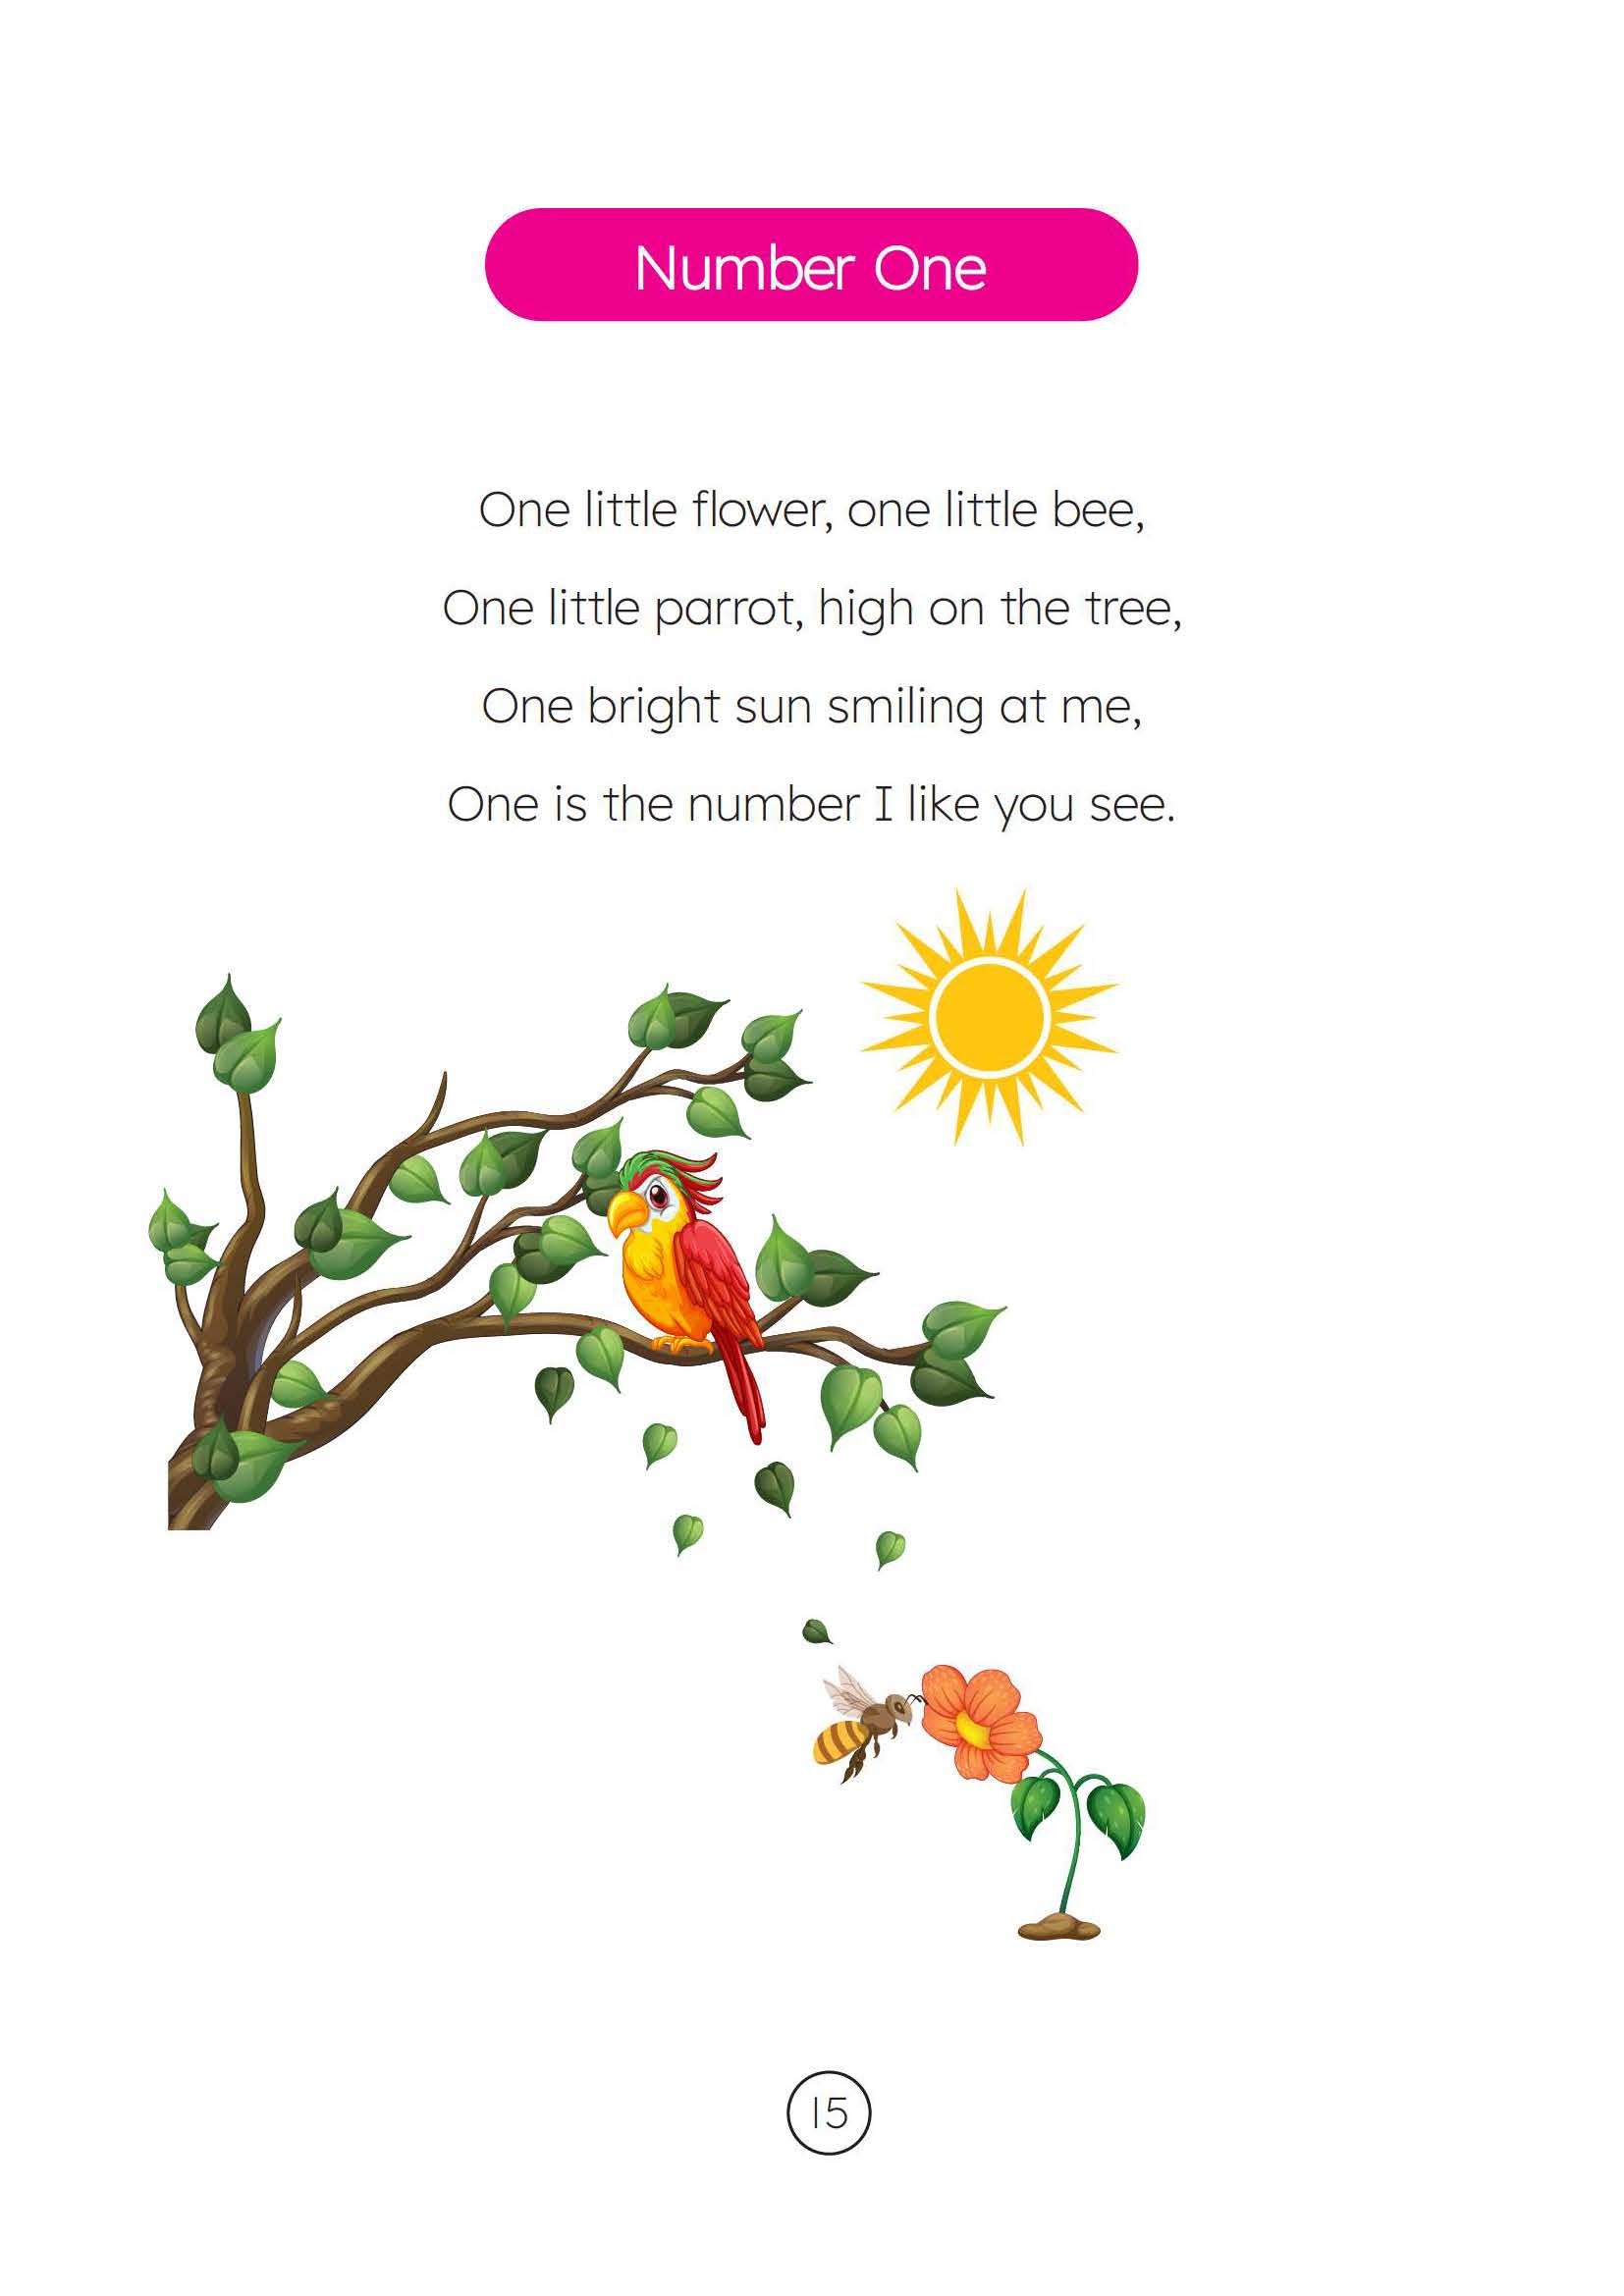 Number One
One little flower, one little bee,
One little parrot, high on the tree,
One bright sun smiling at me,
One is the number I like you see.
15